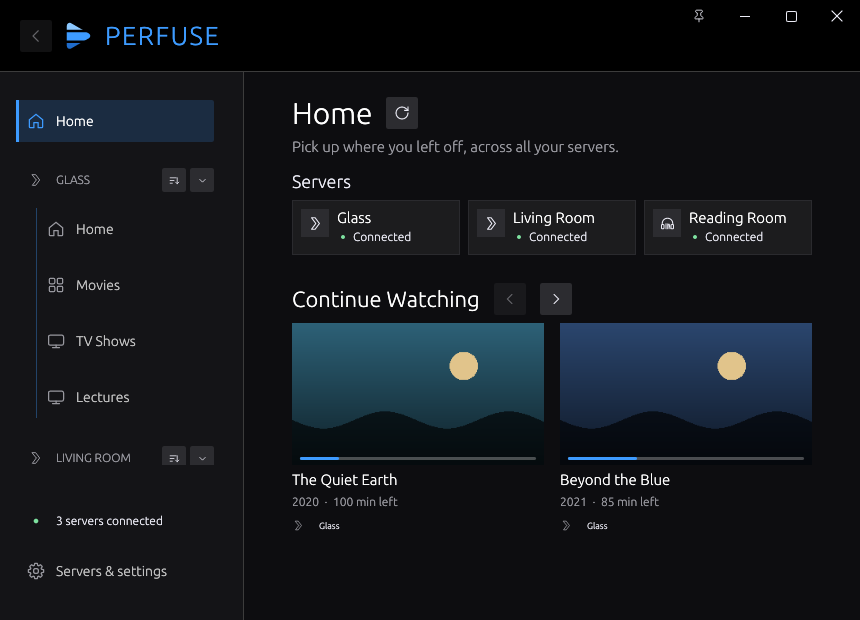 PERFUSE
Home
GLASS
Home
Movies
TV Shows
Lectures
LIVING ROOM
3 servers connected
Servers & settings
Home
Pick up where you left off, across all your servers.
Servers
Glass
Connected
Living Room
Connected
Reading Room
Connected
Continue Watching
The Quiet Earth
2020 · 100 min left
Glass
Beyond the Blue
2021 · 85 min left
Glass